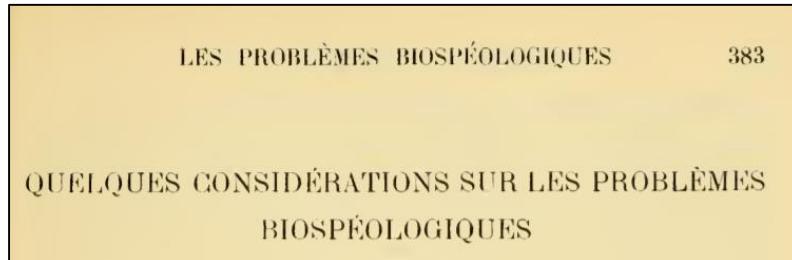 LES PROBLÈMES BIOSPÉOLOGIQUES 383
QUELQUES CONSIDÉRATIONS SUR LES PROBLÈMES
BIOSPÉOLOGIQUES